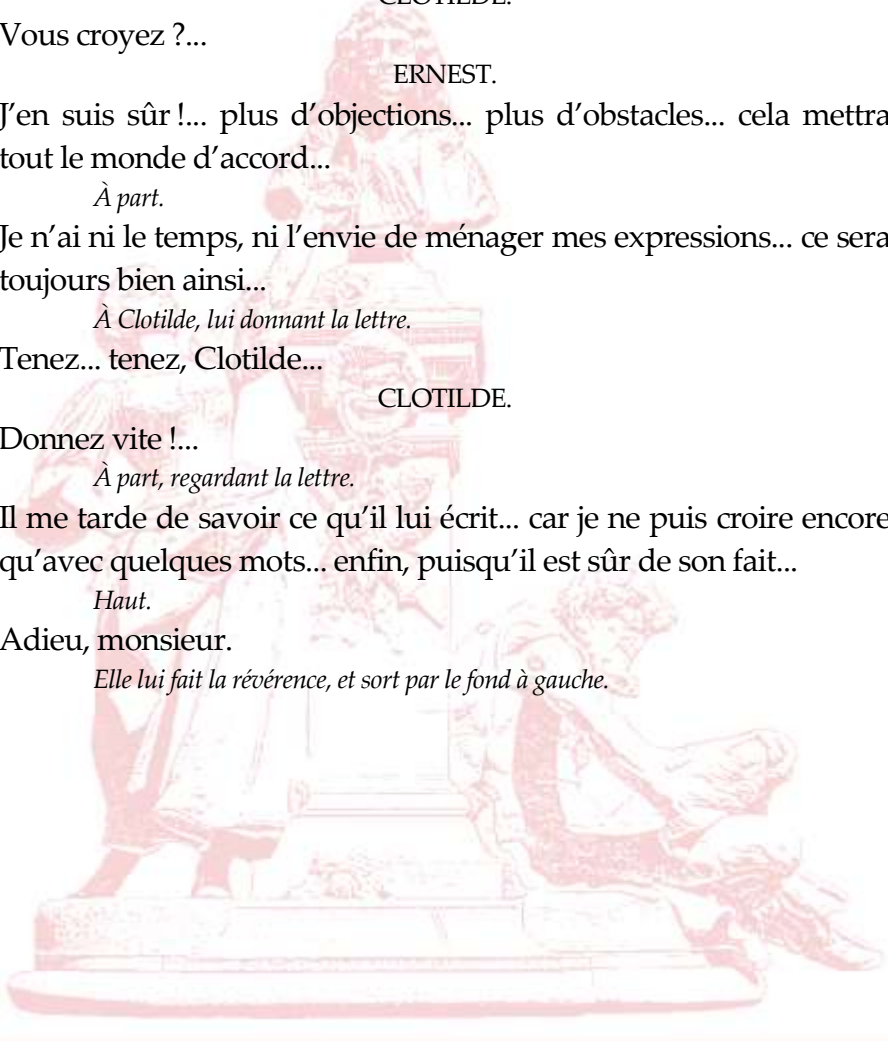 CLOTILDE.
Vous croyez ?...
ERNEST.
J’en suis sûr !... plus d’objections... plus d’obstacles... cela mettra
tout le monde d’accord...
À part.
Je n’ai ni le temps, ni l’envie de ménager mes expressions... ce sera
toujours bien ainsi...
À Clotilde, lui donnant la lettre.
Tenez... tenez, Clotilde...
CLOTILDE.
Donnez vite !...
À part, regardant la lettre.
Il me tarde de savoir ce qu’il lui écrit... car je ne puis croire encore
qu’avec quelques mots... enfin, puisqu’il est sûr de son fait...
Haut.
Adieu, monsieur.
Elle lui fait la révérence, et sort par le fond à gauche.